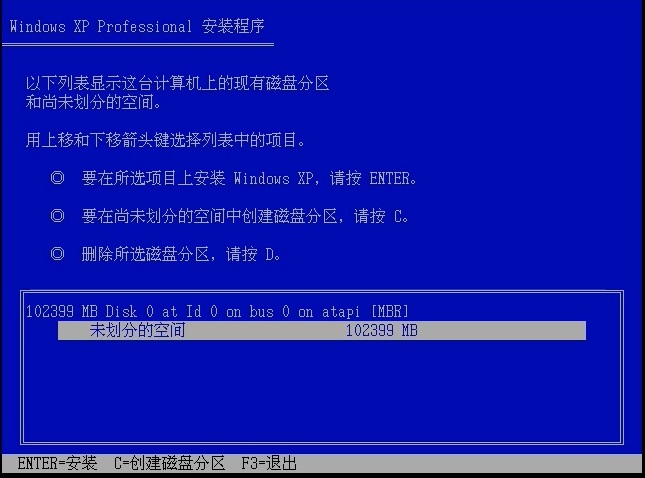 Windows XP Professional 安装程序
以下列表显示这台计算机上的现有磁盘分区
和尚未划分的空间。
用上移和下移箭头键选择列表中的项目。
◎ 要在所选项目上安装 Windows XP，请按 ENTER。
◎ 要在尚未划分的空间中创建磁盘分区，请按 C。
◎ 删除所选磁盘分区，请按 D。
102399 MB Disk 0 at Id 0 on bus 0 on atapi [MBR]
未划分的空间 102399 MB
ENTER=安装 C=创建磁盘分区 F3=退出